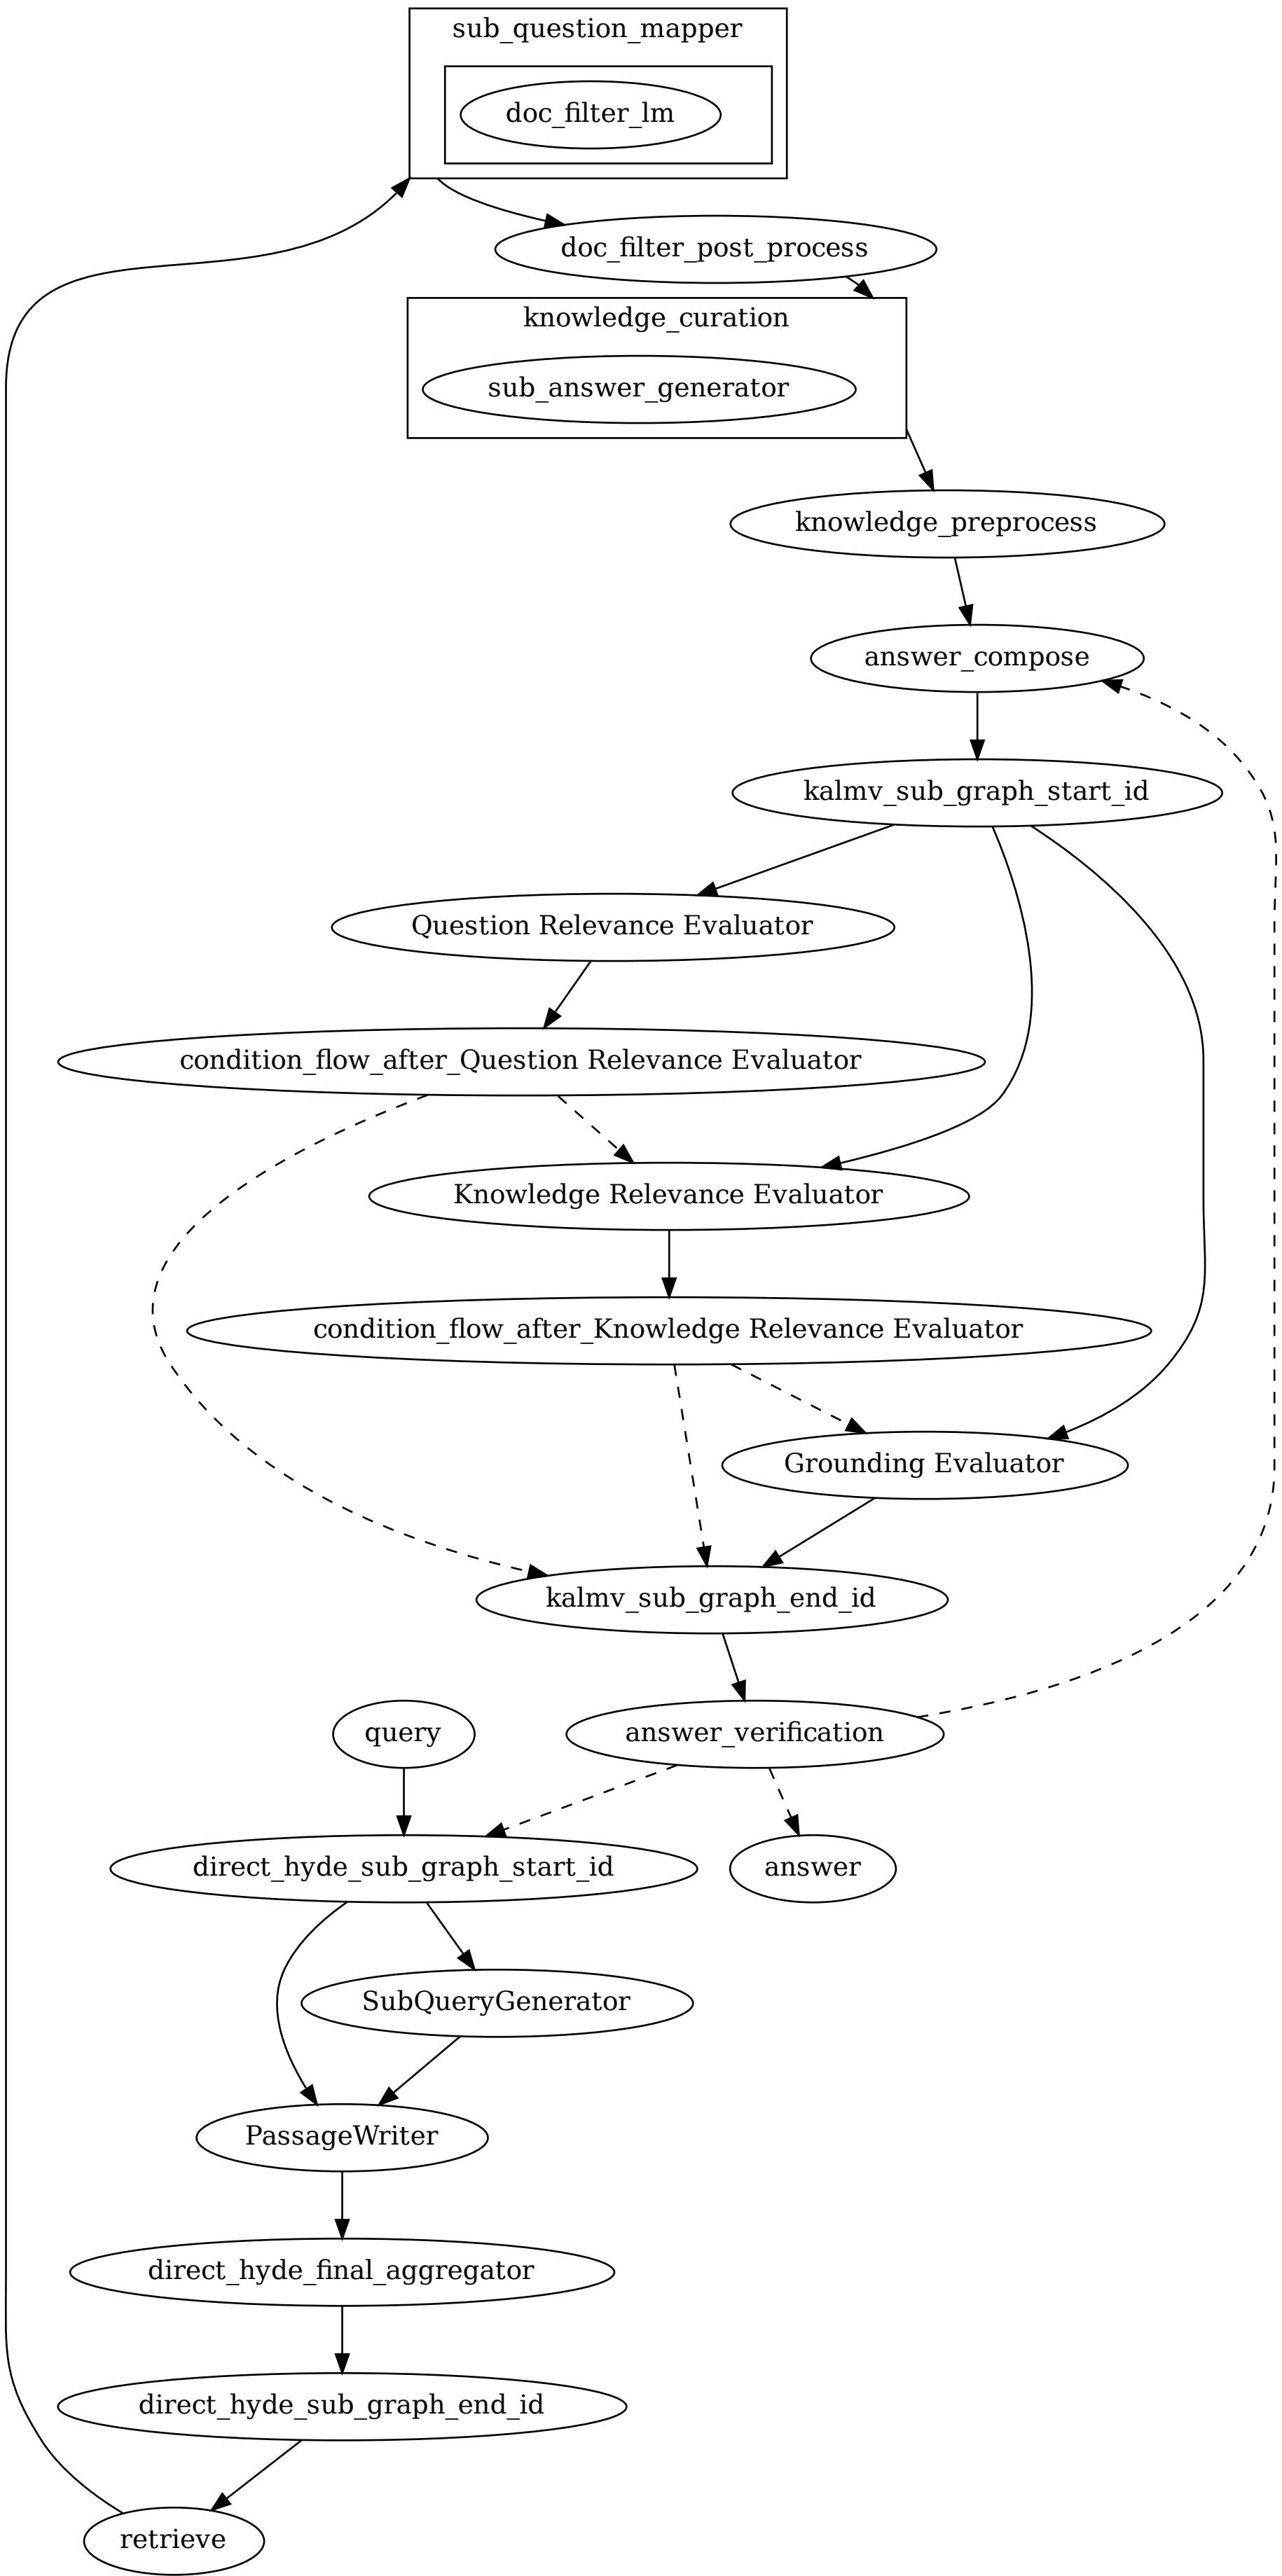 sub_question_mapper
doc_filter_lm
doc_filter_post_process
knowledge_curation
sub_answer_generator
knowledge_preprocess
answer_compose
kalmv_sub_graph_start_id
Question Relevance Evaluator
condition_flow_after_Question Relevance Evaluator
Knowledge Relevance Evaluator
condition_flow_after_Knowledge Relevance Evaluator
Grounding Evaluator
kalmv_sub_graph_end_id
query
answer_verification
direct_hyde_sub_graph_start_id
answer
SubQueryGenerator
PassageWriter
direct_hyde_final_aggregator
direct_hyde_sub_graph_end_id
retrieve